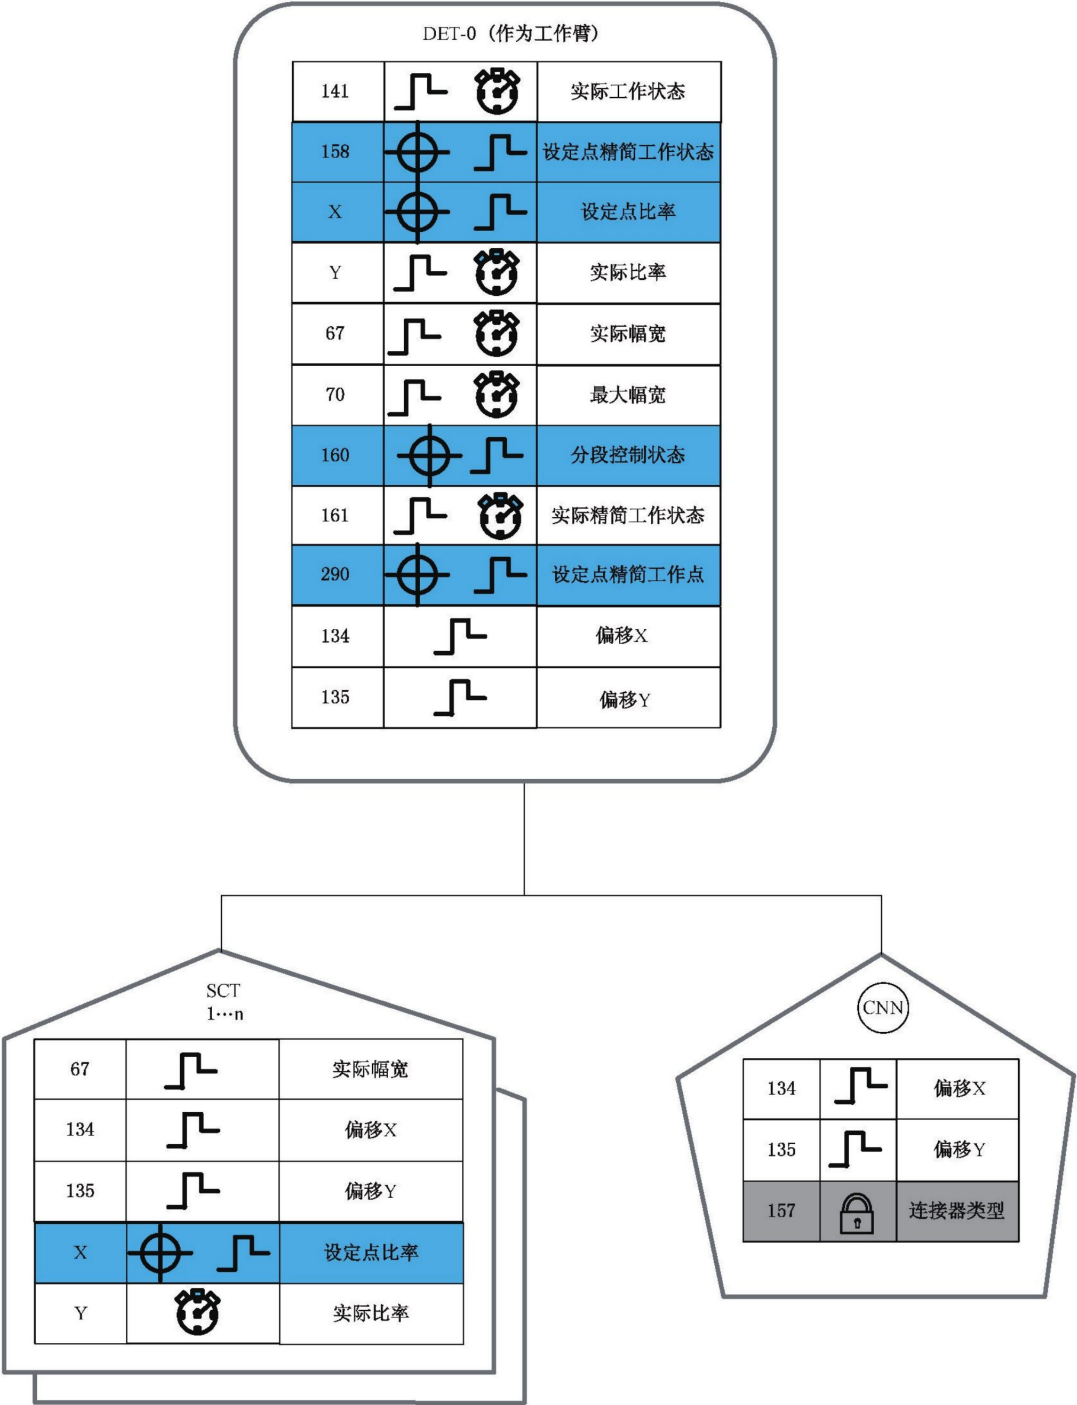 DET-0（作为工作臂）
141 实际工作状态
158 设定点精简工作状态
X 设定点比率
Y 实际比率
67 实际幅宽
70 最大幅宽
160 分段控制状态
161 实际精简工作状态
290 设定点精简工作点
134 偏移X
135 偏移Y
SCT
1…n
67 实际幅宽
134 偏移X
135 偏移Y
X 设定点比率
Y 实际比率
CNN
134 偏移X
135 偏移Y
157 连接器类型